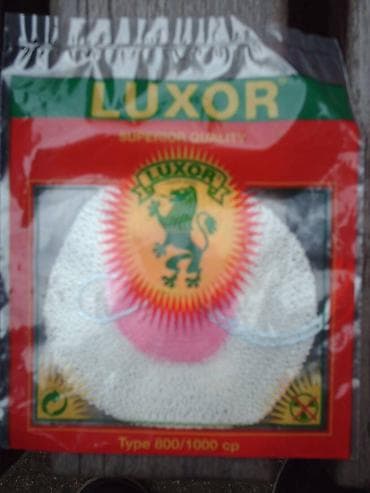 LUXOR
SUPERIOR QUALITY
LUXOR
Type 800/1000 cp